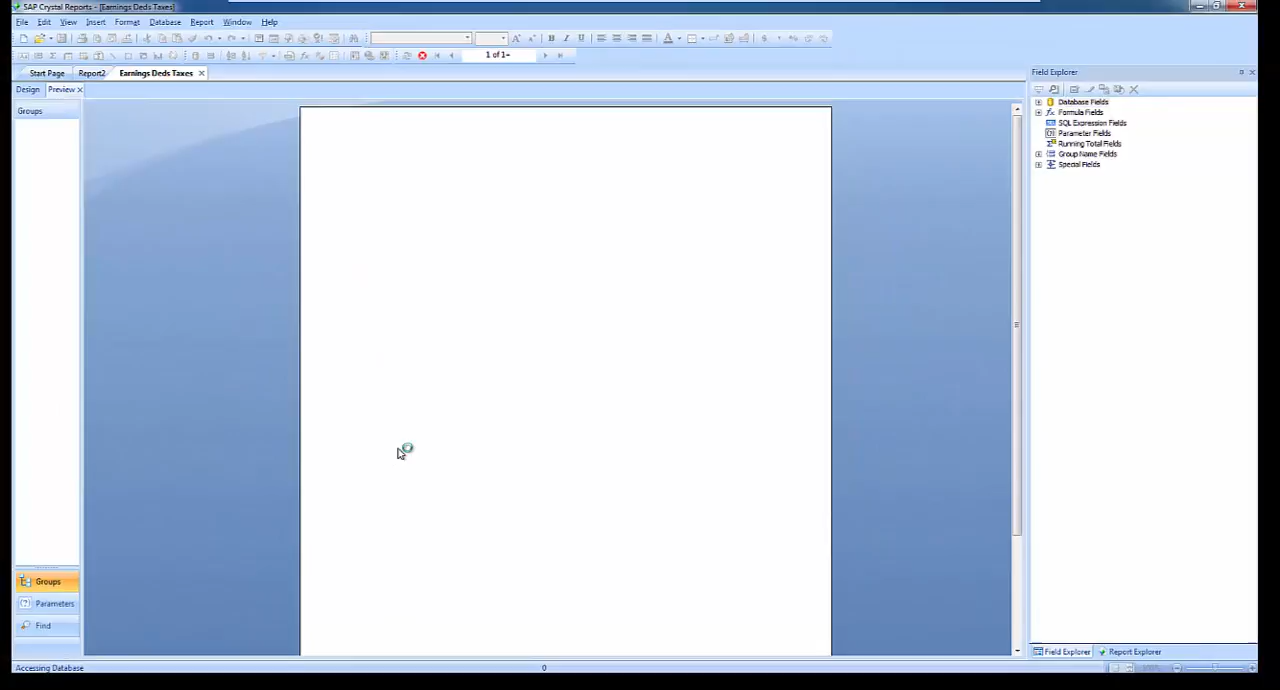 SAP Crystal Reports - [Earnings Deds Taxes]
File Edit View Insert Format Database Report Window Help
1 of 1+
Start Page Report2 Earnings Deds Taxes
Design Preview
Groups
Groups
Parameters
Find
Field Explorer
Database Fields
Formula Fields
SQL Expression Fields
Parameter Fields
Running Total Fields
Group Name Fields
Special Fields
Field Explorer Report Explorer
Accessing Database 0